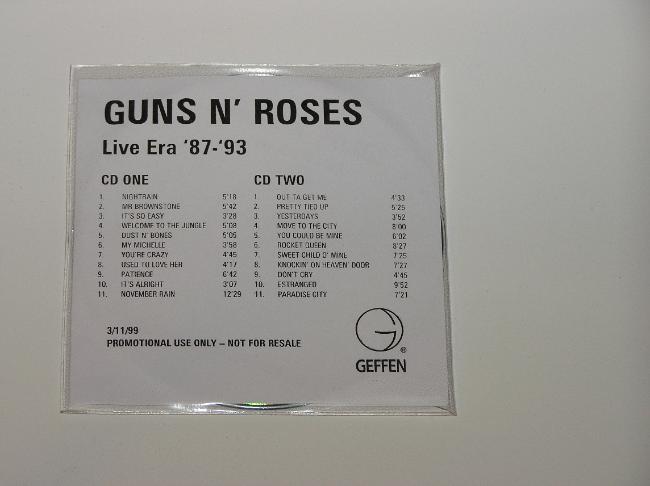 GUNS N' ROSES
Live Era '87-'93
CD ONE
1. NIGHTRAIN 5'18
2. MR BROWNSTONE 5'42
3. IT'S SO EASY 3'28
4. WELCOME TO THE JUNGLE 5'08
5. DUST N' BONES 5'05
6. MY MICHELLE 3'58
7. YOU'RE CRAZY 4'45
8. USED TO LOVE HER 4'17
9. PATIENCE 6'42
10. IT'S ALRIGHT 3'07
11. NOVEMBER RAIN 12'29
CD TWO
1. OUT TA GET ME 4'33
2. PRETTY TIED UP 5'25
3. YESTERDAYS 3'52
4. MOVE TO THE CITY 8'00
5. YOU COULD BE MINE 6'02
6. ROCKET QUEEN 8'27
7. SWEET CHILD O' MINE 7'25
8. KNOCKIN' ON HEAVEN' DOOR 7'27
9. DON'T CRY 4'45
10. ESTRANGED 9'52
11. PARADISE CITY 7'21
3/11/99
PROMOTIONAL USE ONLY – NOT FOR RESALE
G ®
GEFFEN